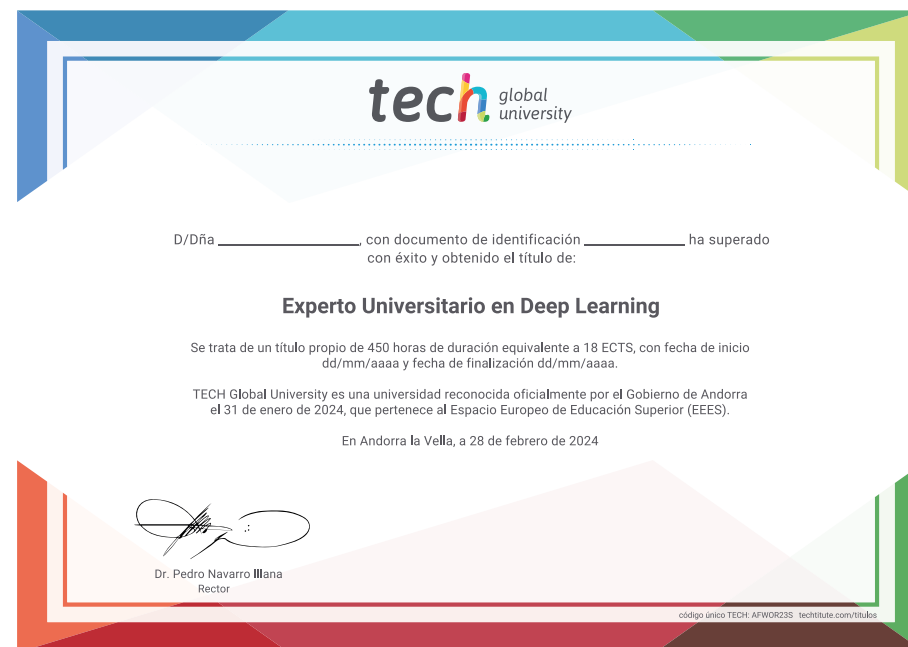 tech global university
D/Dña ____________________, con documento de identificación ______________ ha superado
con éxito y obtenido el título de:
Experto Universitario en Deep Learning
Se trata de un título propio de 450 horas de duración equivalente a 18 ECTS, con fecha de inicio
dd/mm/aaaa y fecha de finalización dd/mm/aaaa.
TECH Global University es una universidad reconocida oficialmente por el Gobierno de Andorra
el 31 de enero de 2024, que pertenece al Espacio Europeo de Educación Superior (EEES).
En Andorra la Vella, a 28 de febrero de 2024
Dr. Pedro Navarro Illana
Rector
código único TECH: AFWOR23S techtitute.com/titulos